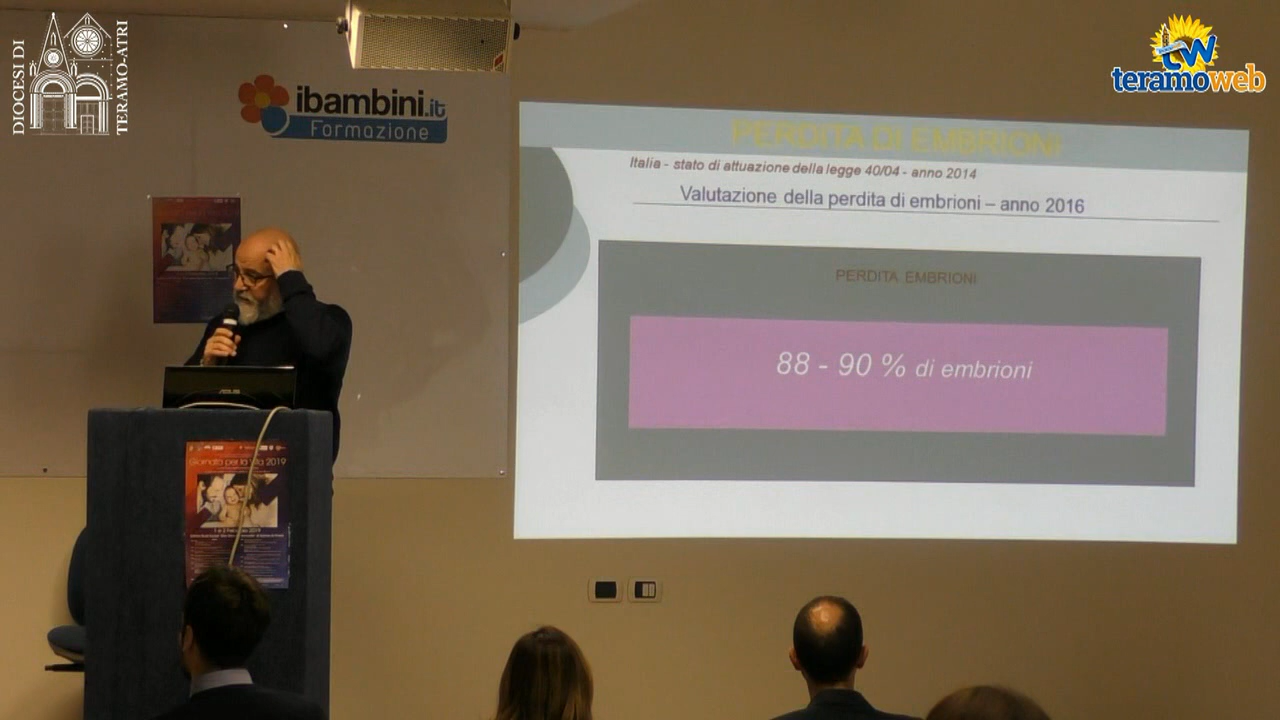 DIOCESI DI
TERAMO-ATRI
ibambini.it
Formazione
tw
teramoweb
PERDITA DI EMBRIONI
Italia - stato di attuazione della legge 40/04 - anno 2014
Valutazione della perdita di embrioni – anno 2016
PERDITA EMBRIONI
88 - 90 % di embrioni
ASUS
Giornata per la Vita 2019